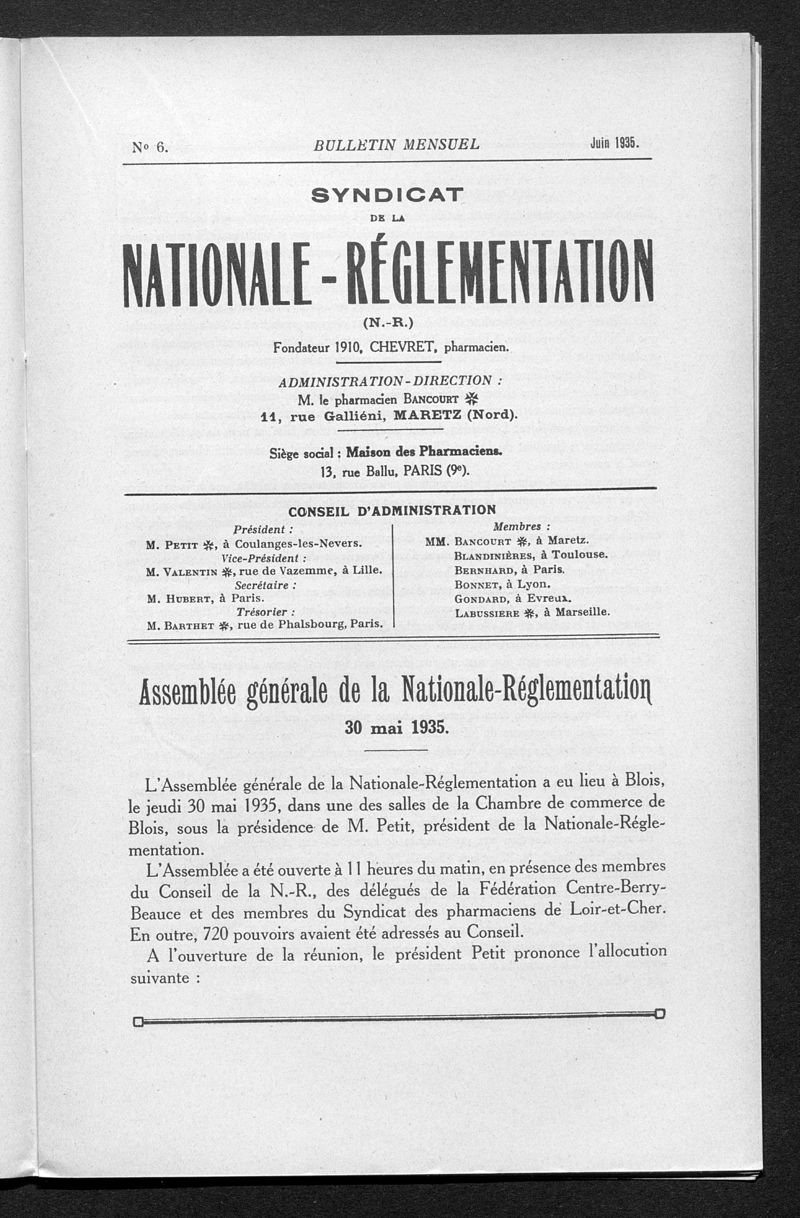 Nº 6. BULLETIN MENSUEL Juin 1935.
SYNDICAT
DE LA
NATIONALE-RÉGLEMENTATION
(N.-R.)
Fondateur 1910, CHEVRET, pharmacien.
ADMINISTRATION-DIRECTION :
M. le pharmacien BANCOURT ✻
11, rue Galliéni, MARETZ (Nord).
Siège social : Maison des Pharmaciens.
13, rue Ballu, PARIS (9e).
CONSEIL D'ADMINISTRATION
Président :
M. PETIT ✻, à Coulanges-les-Nevers.
Vice-Président :
M. VALENTIN ✻, rue de Vazemme, à Lille.
Secrétaire :
M. HUBERT, à Paris.
Trésorier :
M. BARTHET ✻, rue de Phalsbourg, Paris.
Membres :
MM. BANCOURT ✻, à Maretz.
BLANDINIÈRES, à Toulouse.
BERNHARD, à Paris.
BONNET, à Lyon.
GONDARD, à Evreux.
LABUSSIERE ✻, à Marseille.
Assemblée générale de la Nationale-Réglementation
30 mai 1935.
L'Assemblée générale de la Nationale-Réglementation a eu lieu à Blois,
le jeudi 30 mai 1935, dans une des salles de la Chambre de commerce de
Blois, sous la présidence de M. Petit, président de la Nationale-Régle-
mentation.
L'Assemblée a été ouverte à 11 heures du matin, en présence des membres
du Conseil de la N.-R., des délégués de la Fédération Centre-Berry-
Beauce et des membres du Syndicat des pharmaciens de Loir-et-Cher.
En outre, 720 pouvoirs avaient été adressés au Conseil.
A l'ouverture de la réunion, le président Petit prononce l'allocution
suivante :